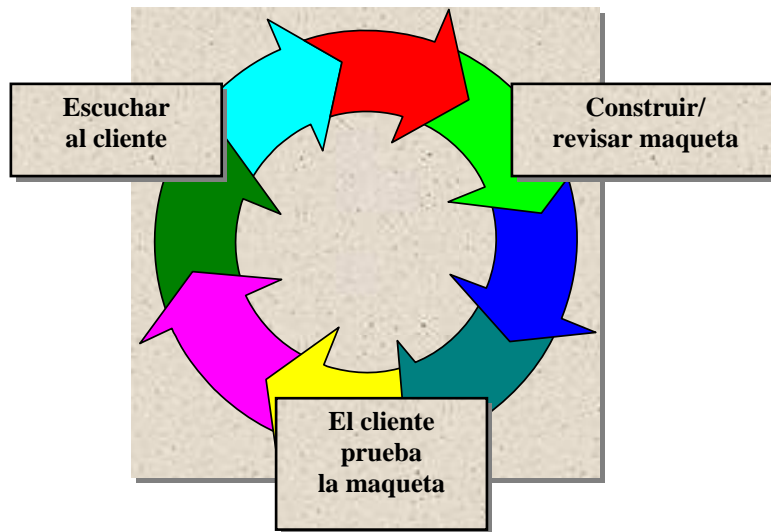 Escuchar
al cliente
Construir/
revisar maqueta
El cliente
prueba
la maqueta